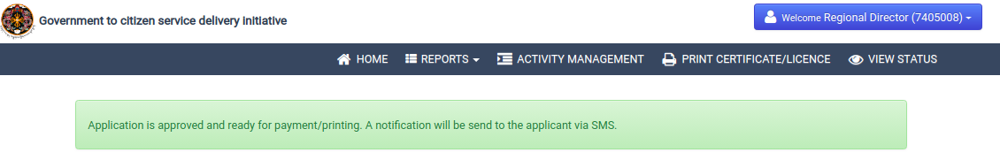 Government to citizen service delivery initiative
Welcome Regional Director (7405008)
HOME REPORTS ACTIVITY MANAGEMENT PRINT CERTIFICATE/LICENCE VIEW STATUS
Application is approved and ready for payment/printing. A notification will be send to the applicant via SMS.